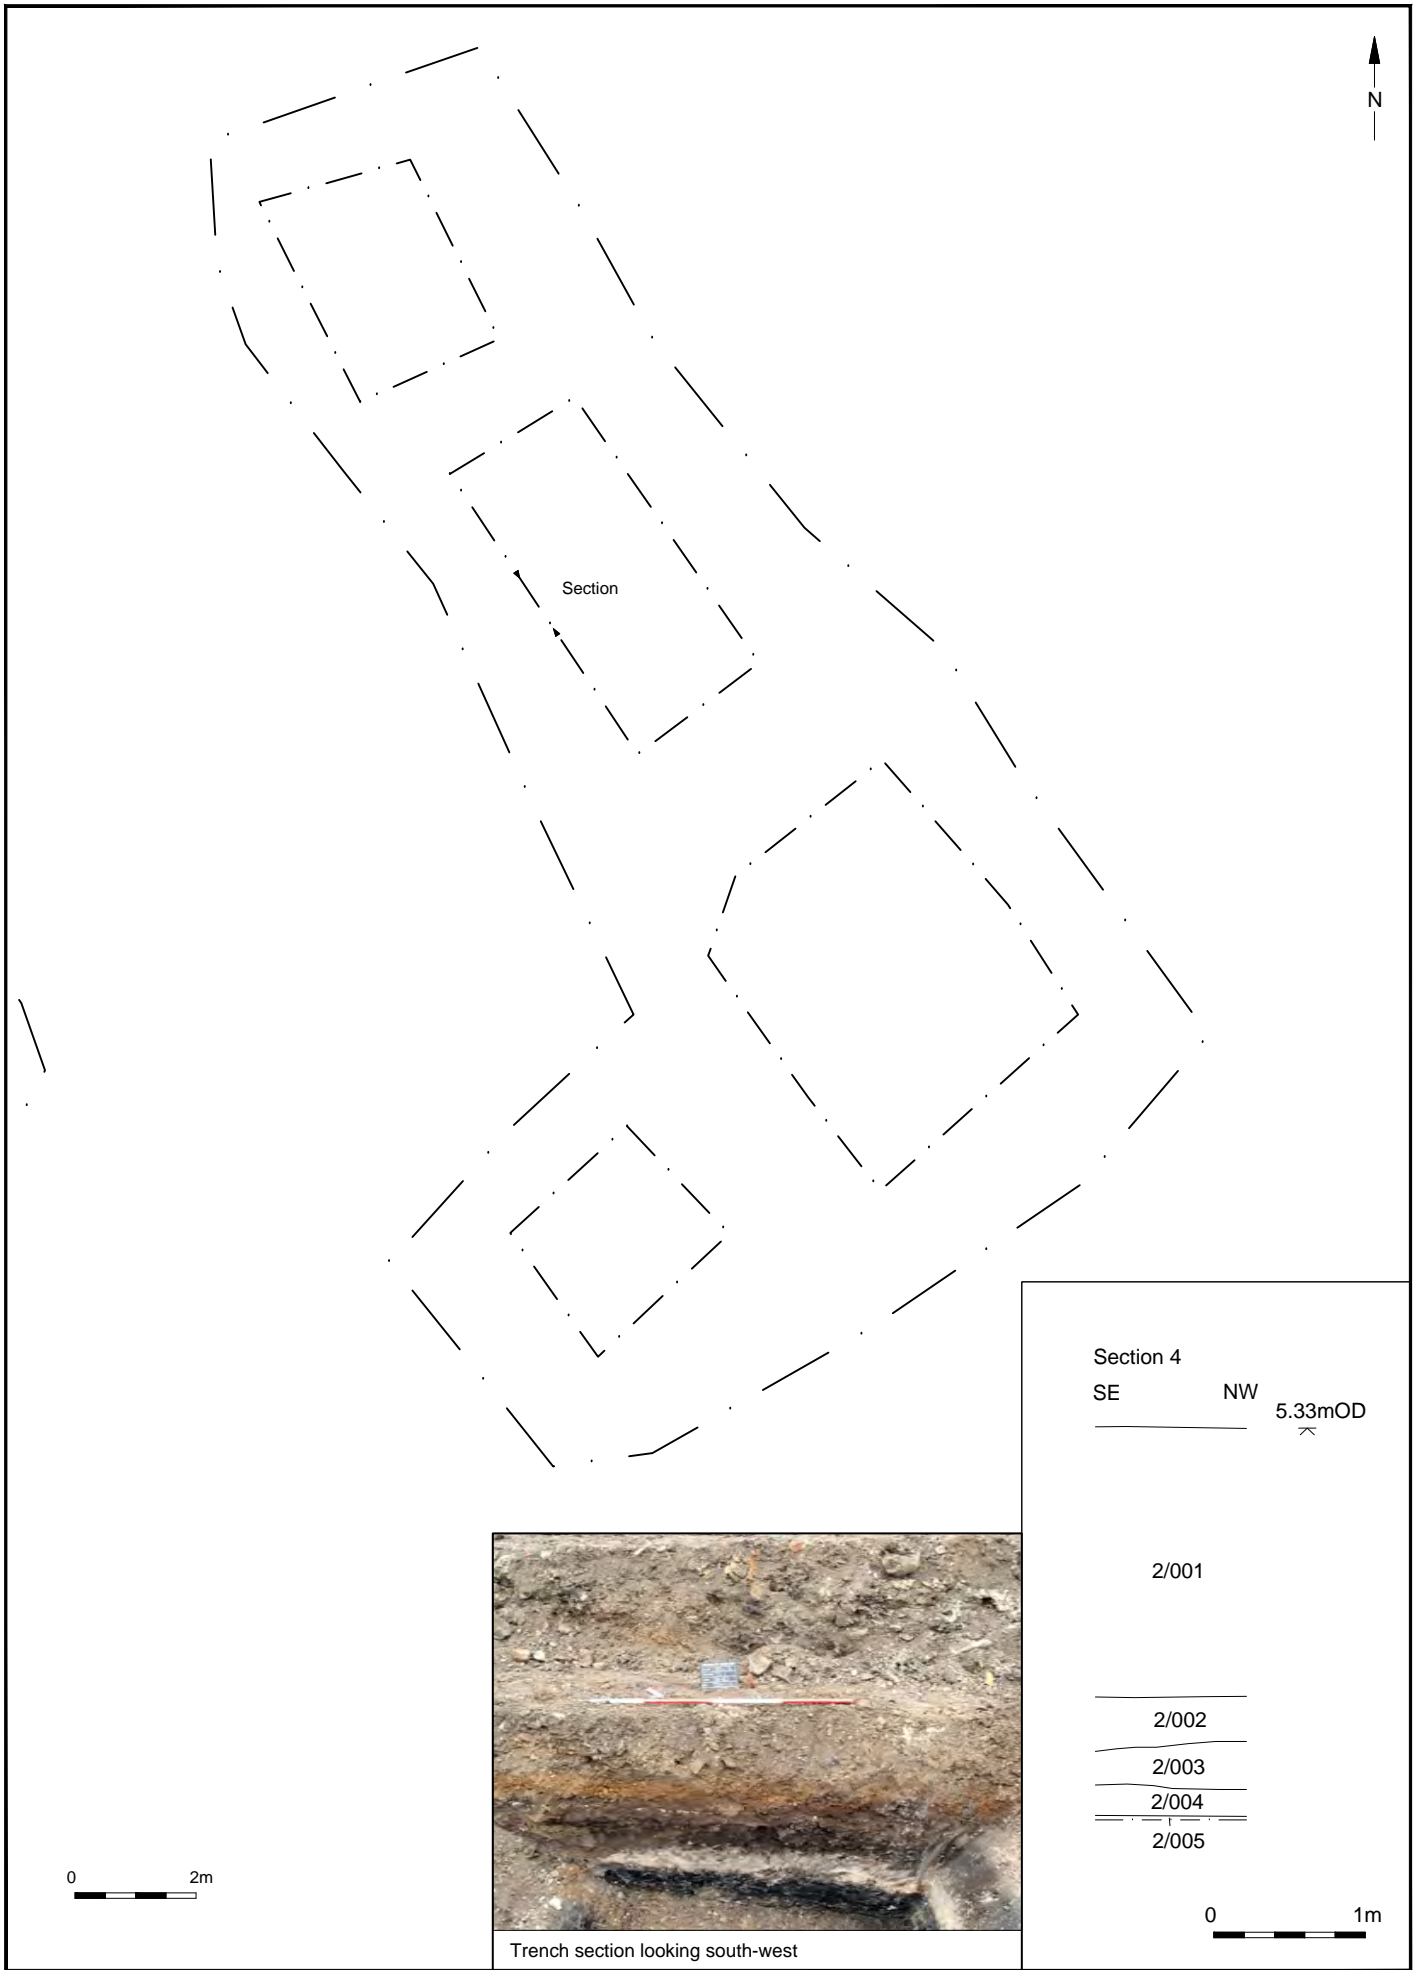 N
Section
Section 4
SE NW
5.33mOD
2/001
2/002
2/003
2/004
2/005
0 2m
0 1m
Trench section looking south-west